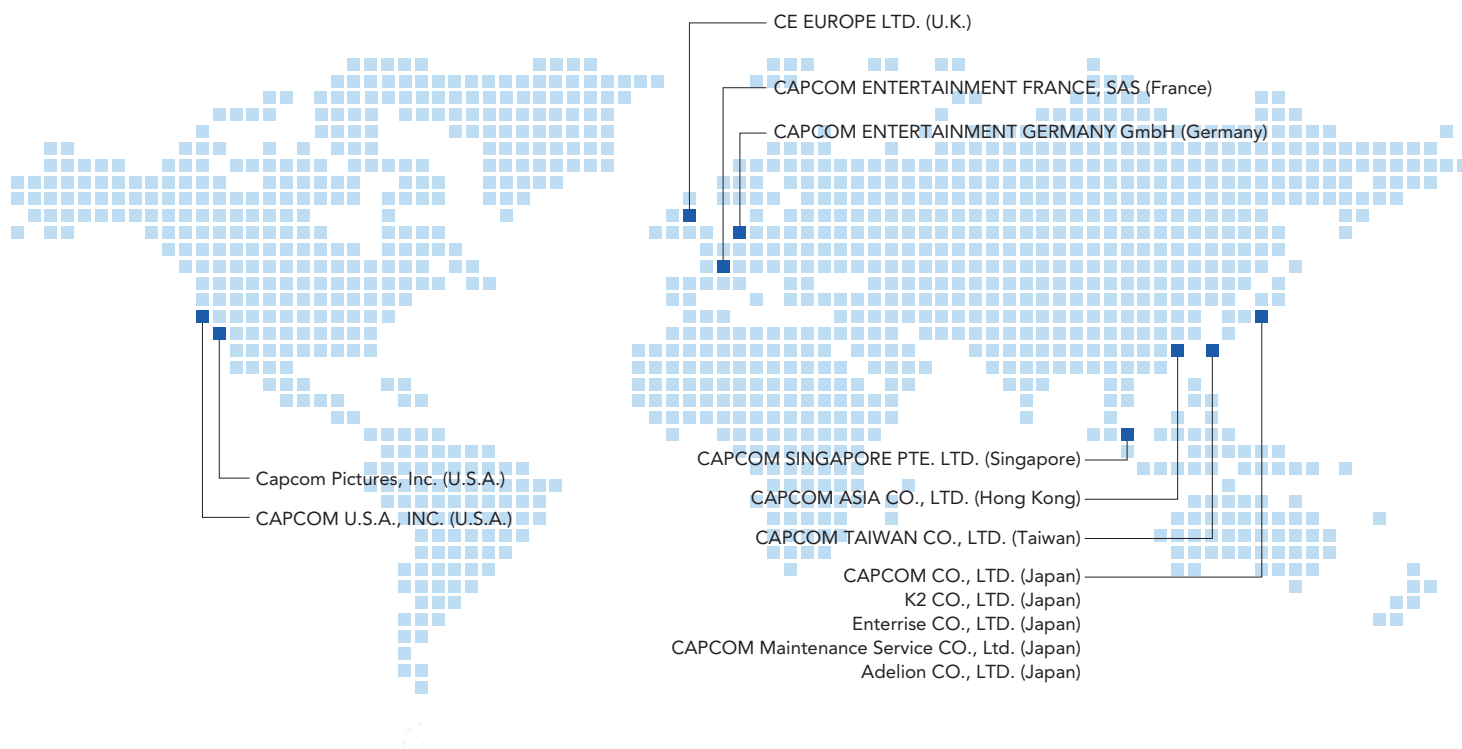 CE EUROPE LTD. (U.K.)
CAPCOM ENTERTAINMENT FRANCE, SAS (France)
CAPCOM ENTERTAINMENT GERMANY GmbH (Germany)
CAPCOM SINGAPORE PTE. LTD. (Singapore)
Capcom Pictures, Inc. (U.S.A.)
CAPCOM ASIA CO., LTD. (Hong Kong)
CAPCOM U.S.A., INC. (U.S.A.)
CAPCOM TAIWAN CO., LTD. (Taiwan)
CAPCOM CO., LTD. (Japan)
K2 CO., LTD. (Japan)
Enterrise CO., LTD. (Japan)
CAPCOM Maintenance Service CO., Ltd. (Japan)
Adelion CO., LTD. (Japan)